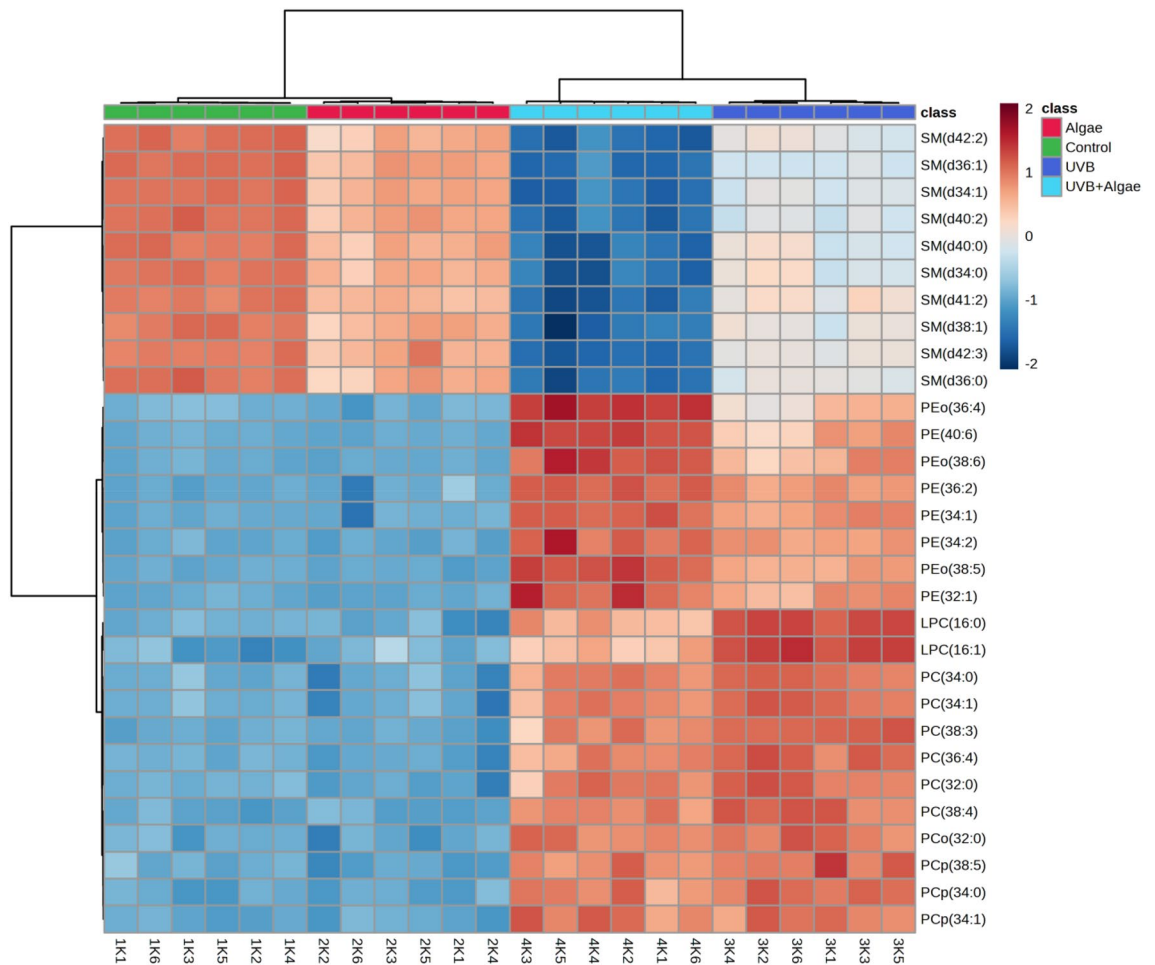 class
SM(d42:2)
SM(d36:1)
SM(d34:1)
SM(d40:2)
SM(d40:0)
SM(d34:0)
SM(d41:2)
SM(d38:1)
SM(d42:3)
SM(d36:0)
PEo(36:4)
PE(40:6)
PEo(38:6)
PE(36:2)
PE(34:1)
PE(34:2)
PEo(38:5)
PE(32:1)
LPC(16:0)
LPC(16:1)
PC(34:0)
PC(34:1)
PC(38:3)
PC(36:4)
PC(32:0)
PC(38:4)
PCo(32:0)
PCp(38:5)
PCp(34:0)
PCp(34:1)
2
1
0
-1
-2
class
Algae
Control
UVB
UVB+Algae
1K1
1K6
1K3
1K5
1K2
1K4
2K2
2K6
2K3
2K5
2K1
2K4
4K3
4K5
4K4
4K2
4K1
4K6
3K4
3K2
3K6
3K1
3K3
3K5